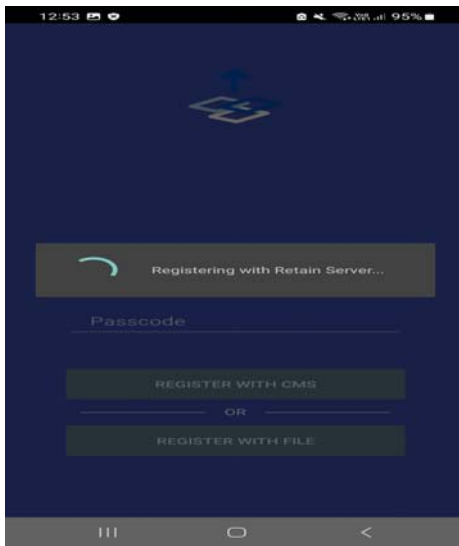 12:53
95%
Registering with Retain Server...
Passcode
REGISTER WITH CMS
OR
REGISTER WITH FILE